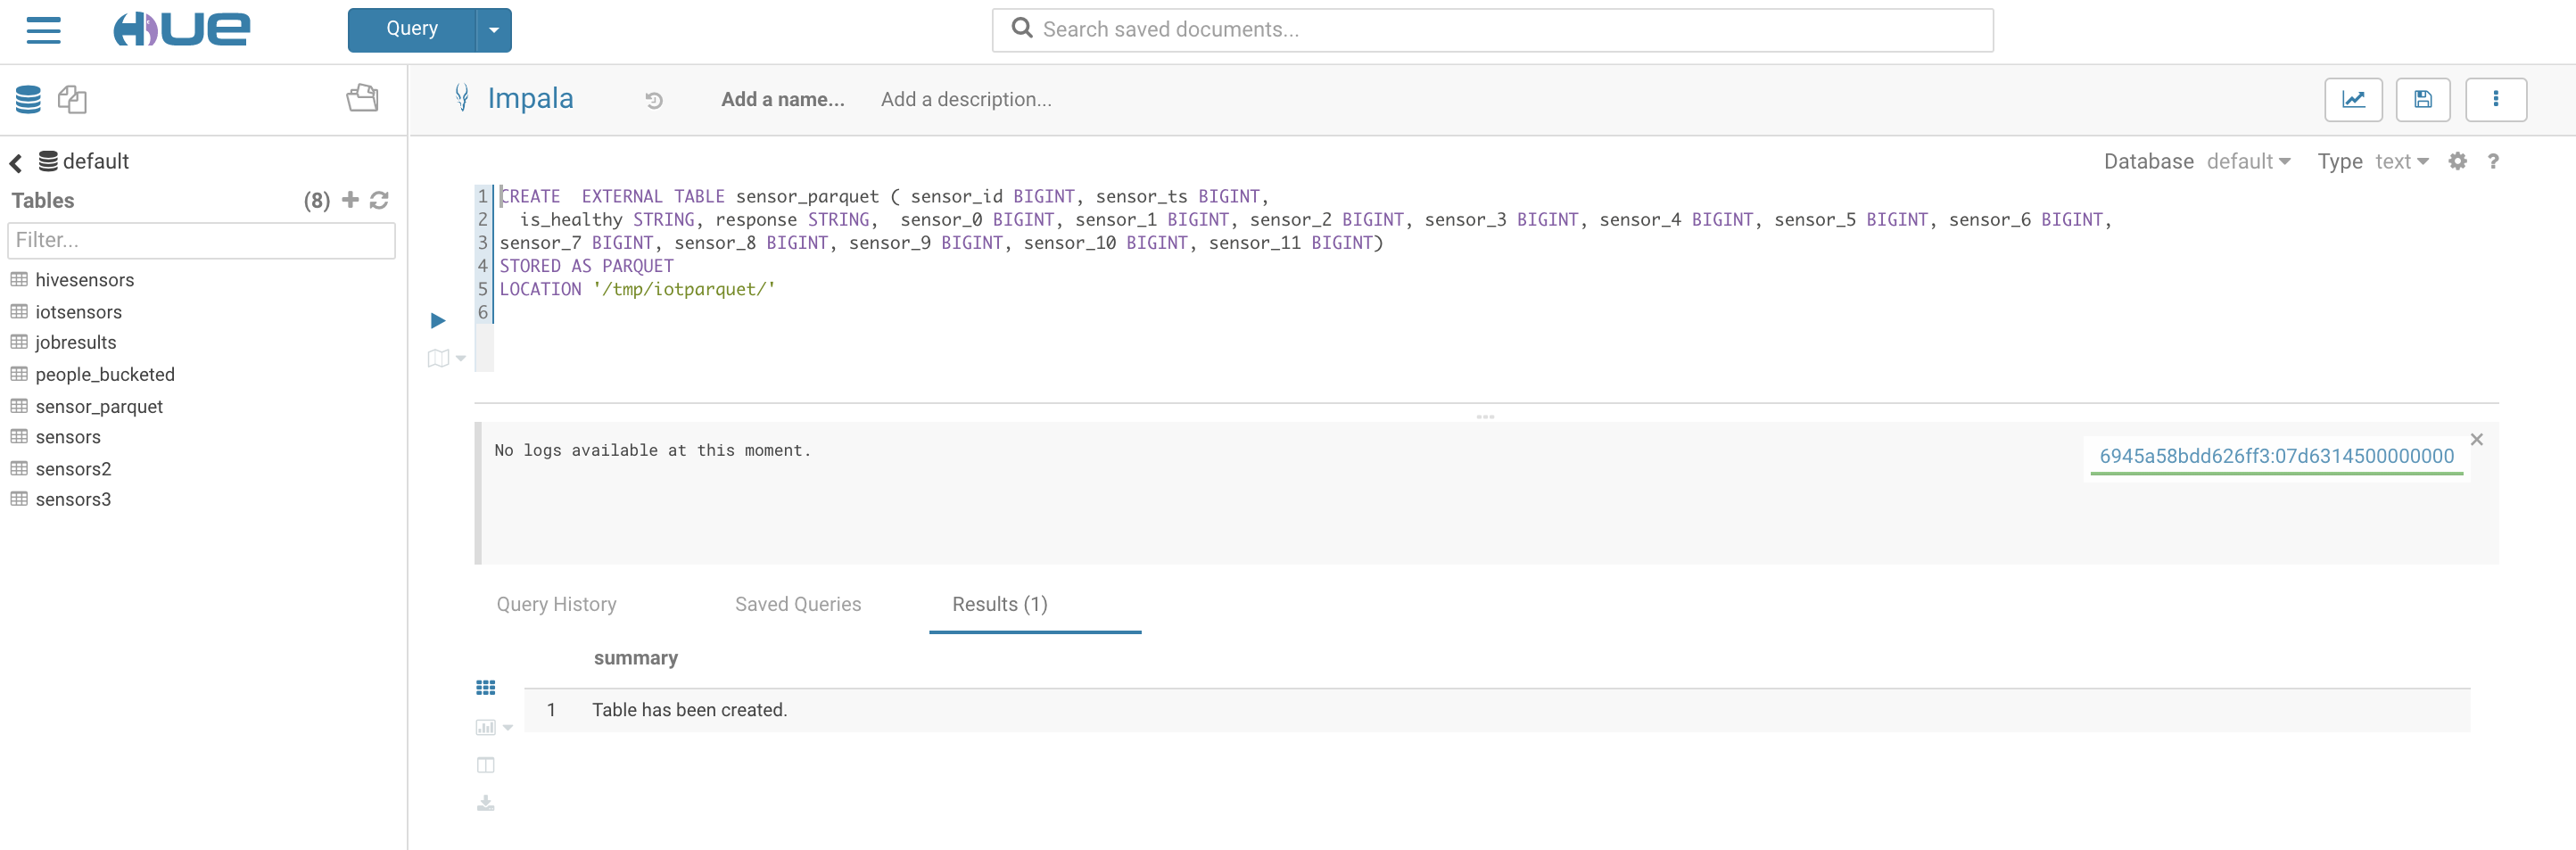 HUE
Query
Search saved documents...
Impala
Add a name...
Add a description...
default
Tables
(8)
Filter...
hivesensors
iotsensors
jobresults
people_bucketed
sensor_parquet
sensors
sensors2
sensors3
Database default
Type text
?
1 CREATE  EXTERNAL TABLE sensor_parquet ( sensor_id BIGINT, sensor_ts BIGINT,
2   is_healthy STRING, response STRING,  sensor_0 BIGINT, sensor_1 BIGINT, sensor_2 BIGINT, sensor_3 BIGINT, sensor_4 BIGINT, sensor_5 BIGINT, sensor_6 BIGINT,
3 sensor_7 BIGINT, sensor_8 BIGINT, sensor_9 BIGINT, sensor_10 BIGINT, sensor_11 BIGINT)
4 STORED AS PARQUET
5 LOCATION '/tmp/iotparquet/'
6
No logs available at this moment.
6945a58bdd626ff3:07d6314500000000
Query History
Saved Queries
Results (1)
summary
1 Table has been created.